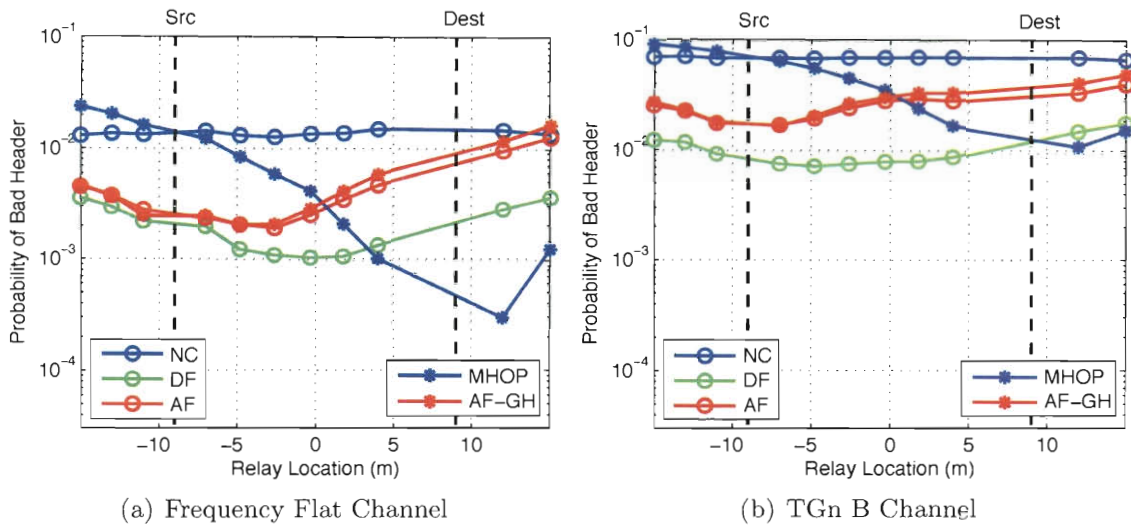 Src
Dest
Probability of Bad Header
10^-1
10^-2
10^-3
10^-4
NC
DF
AF
MHOP
AF-GH
-10
-5
0
5
10
15
Relay Location (m)
(a) Frequency Flat Channel
Src
Dest
Probability of Bad Header
10^-1
10^-2
10^-3
10^-4
NC
DF
AF
MHOP
AF-GH
-10
-5
0
5
10
15
Relay Location (m)
(b) TGn B Channel